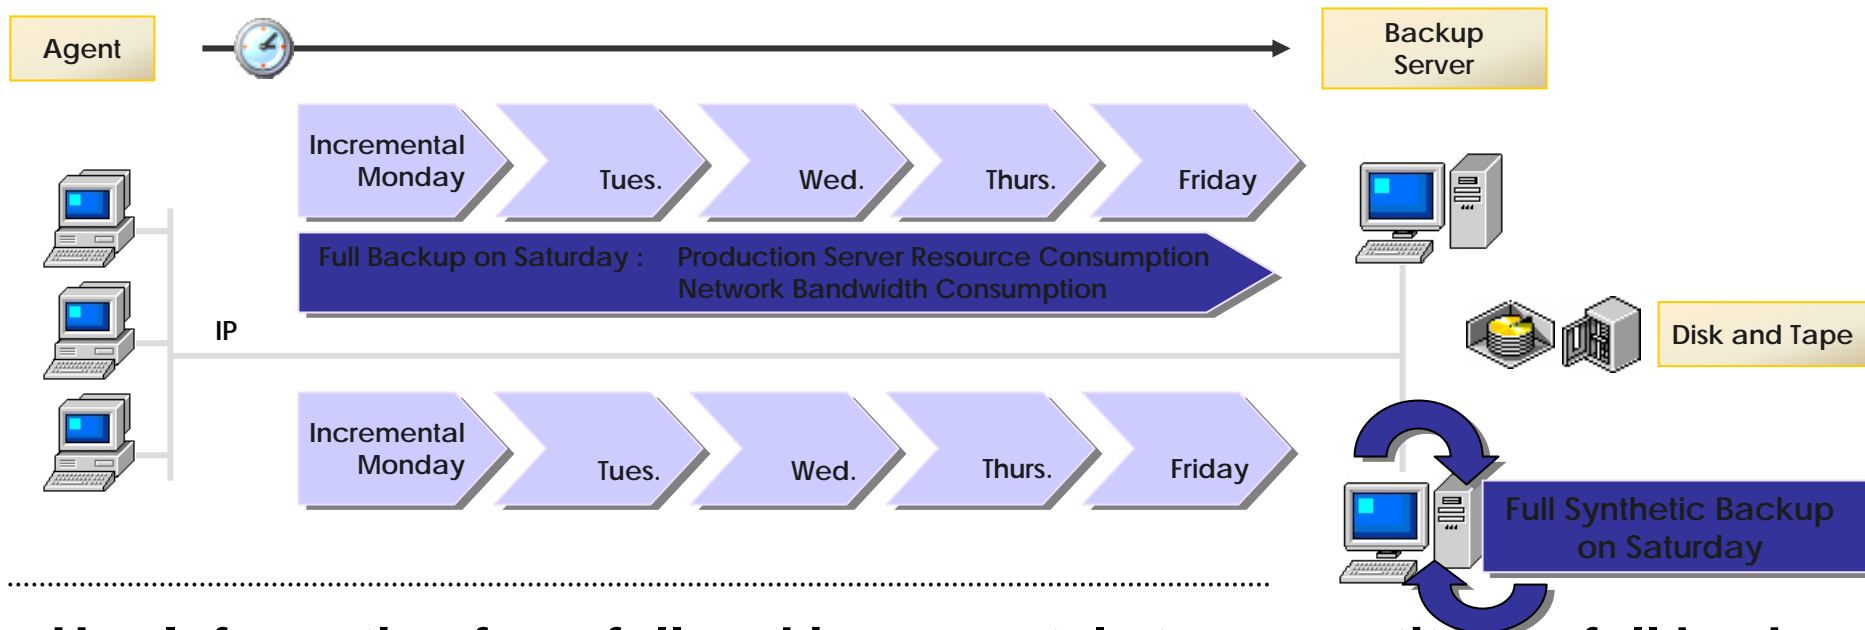 Agent
Backup
Server
Incremental
Monday
Tues.
Wed.
Thurs.
Friday
Full Backup on Saturday : Production Server Resource Consumption
Network Bandwidth Consumption
IP
Disk and Tape
Incremental
Monday
Tues.
Wed.
Thurs.
Friday
Full Synthetic Backup
on Saturday